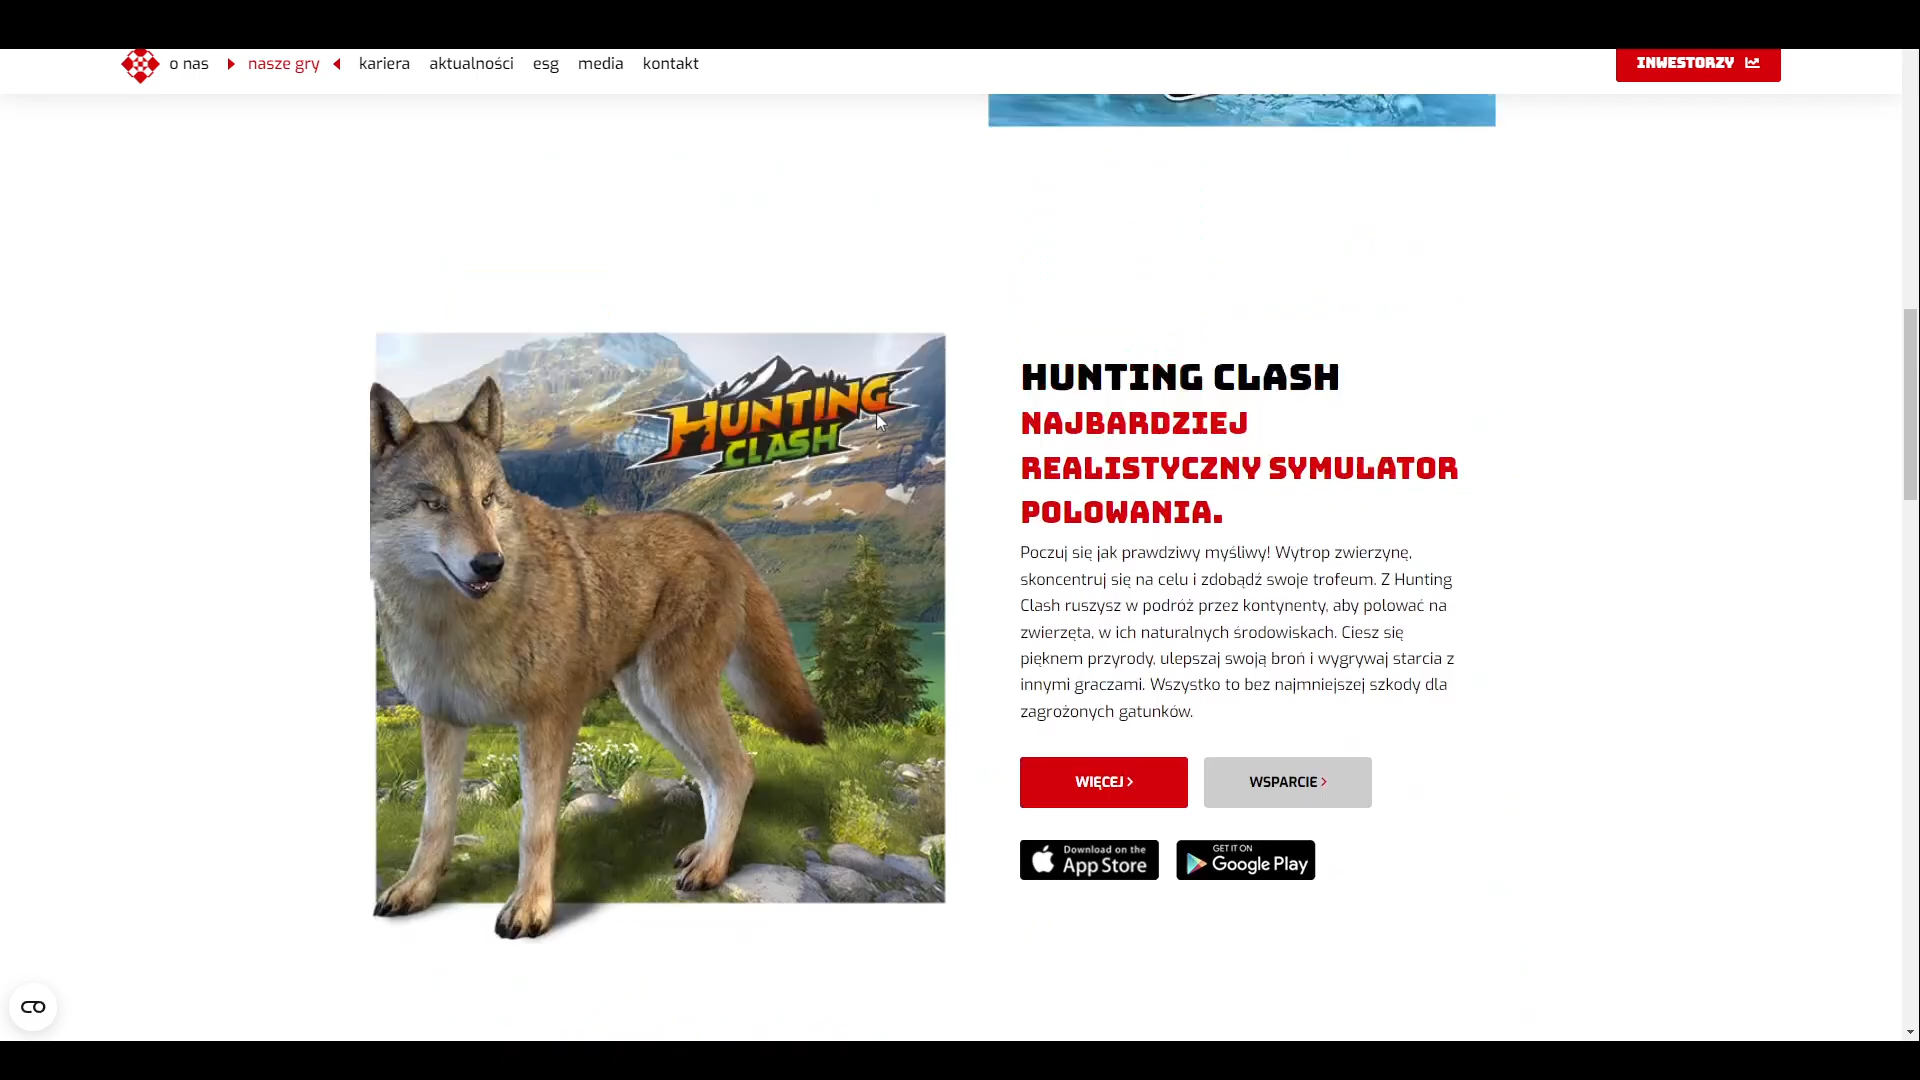 o nas
nasze gry
kariera
aktualności
esg
media
kontakt
INWESTORZY
HUNTING
CLASH
HUNTING CLASH
NAJBARDZIEJ
REALISTYCZNY SYMULATOR
POLOWANIA.
Poczuj się jak prawdziwy myśliwy! Wytrop zwierzynę,
skoncentruj się na celu i zdobądź swoje trofeum. Z Hunting
Clash ruszysz w podróż przez kontynenty, aby polować na
zwierzęta, w ich naturalnych środowiskach. Ciesz się
pięknem przyrody, ulepszaj swoją broń i wygrywaj starcia z
innymi graczami. Wszystko to bez najmniejszej szkody dla
zagrożonych gatunków.
WIĘCEJ
WSPARCIE
Download on the
App Store
GET IT ON
Google Play